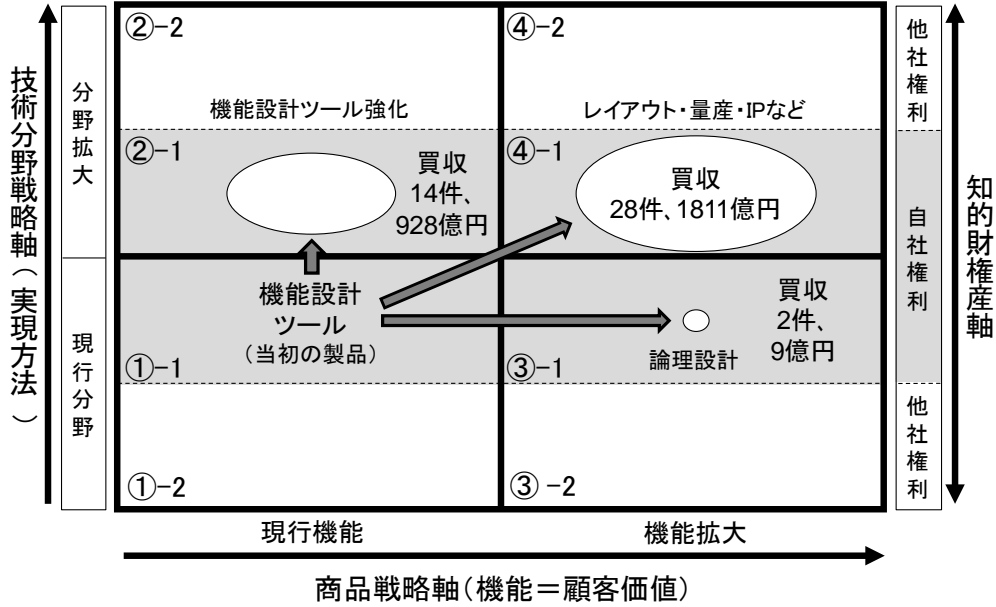 技術分野戦略軸（実現方法）
分野拡大
現行分野
②-2
機能設計ツール強化
②-1
買収
14件、
928億円
④-2
レイアウト・量産・IPなど
④-1
買収
28件、1811億円
機能設計
ツール
（当初の製品）
①-1
①-2
買収
2件、
9億円
論理設計
③-1
③-2
他社権利
自社権利
他社権利
知的財権産軸
現行機能
機能拡大
商品戦略軸（機能＝顧客価値）